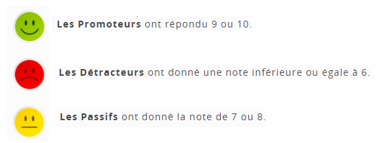 Les Promoteurs ont répondu 9 ou 10.
Les Détracteurs ont donné une note inférieure ou égale à 6.
Les Passifs ont donné la note de 7 ou 8.